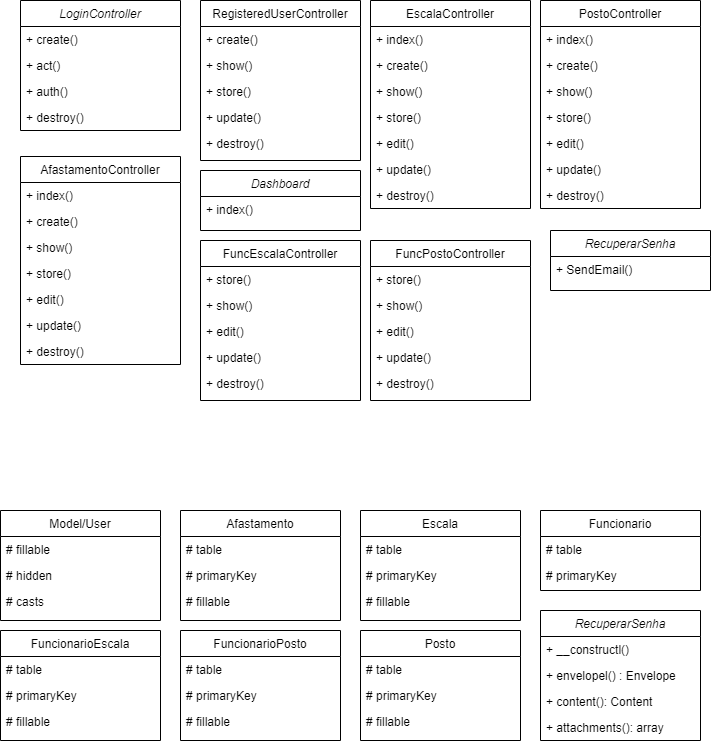 LoginController
+ create()
+ act()
+ auth()
+ destroy()
RegisteredUserController
+ create()
+ show()
+ store()
+ update()
+ destroy()
EscalaController
+ index()
+ create()
+ show()
+ store()
+ edit()
+ update()
+ destroy()
PostoController
+ index()
+ create()
+ show()
+ store()
+ edit()
+ update()
+ destroy()
AfastamentoController
+ index()
+ create()
+ show()
+ store()
+ edit()
+ update()
+ destroy()
Dashboard
+ index()
FuncEscalaController
+ store()
+ show()
+ edit()
+ update()
+ destroy()
FuncPostoController
+ store()
+ show()
+ edit()
+ update()
+ destroy()
RecuperarSenha
+ SendEmail()
Model/User
# fillable
# hidden
# casts
Afastamento
# table
# primaryKey
# fillable
Escala
# table
# primaryKey
# fillable
Funcionario
# table
# primaryKey
FuncionarioEscala
# table
# primaryKey
# fillable
FuncionarioPosto
# table
# primaryKey
# fillable
Posto
# table
# primaryKey
# fillable
RecuperarSenha
+ __constructl()
+ envelopel() : Envelope
+ content(): Content
+ attachments(): array